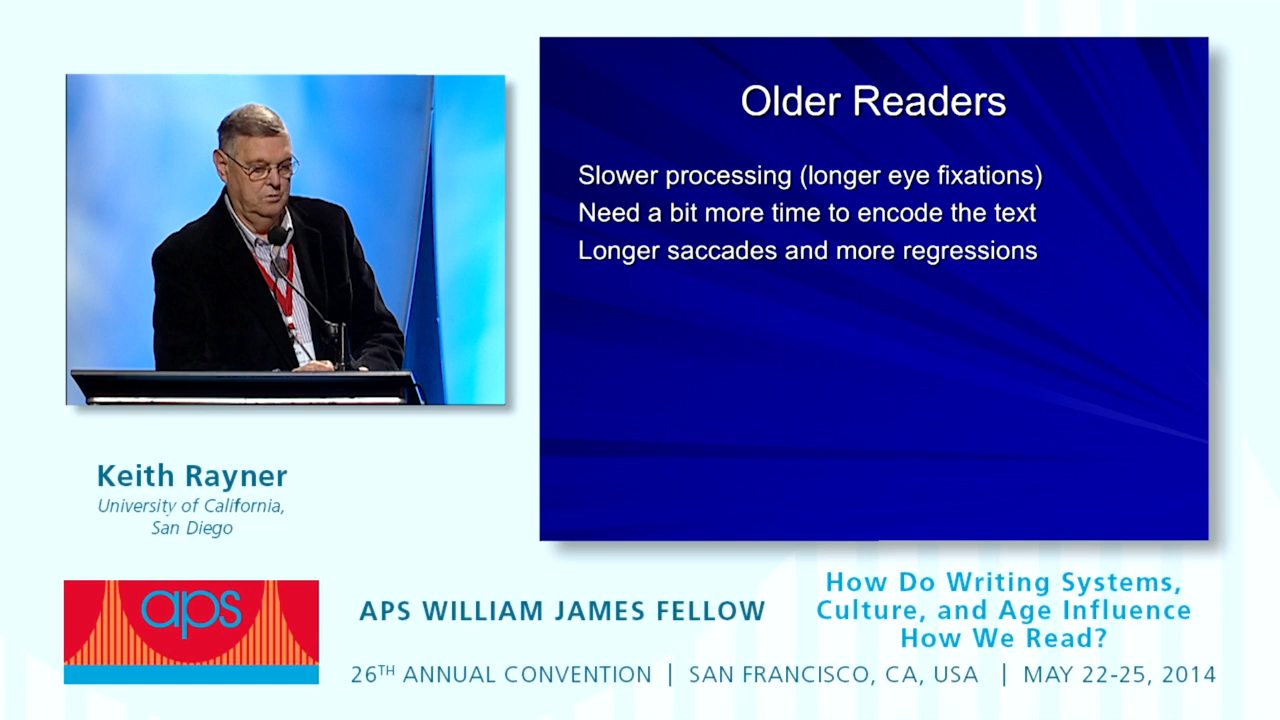 Older Readers
Slower processing (longer eye fixations)
Need a bit more time to encode the text
Longer saccades and more regressions
Keith Rayner
University of California,
San Diego
aps
APS WILLIAM JAMES FELLOW
How Do Writing Systems,
Culture, and Age Influence
How We Read?
26TH ANNUAL CONVENTION | SAN FRANCISCO, CA, USA | MAY 22-25, 2014